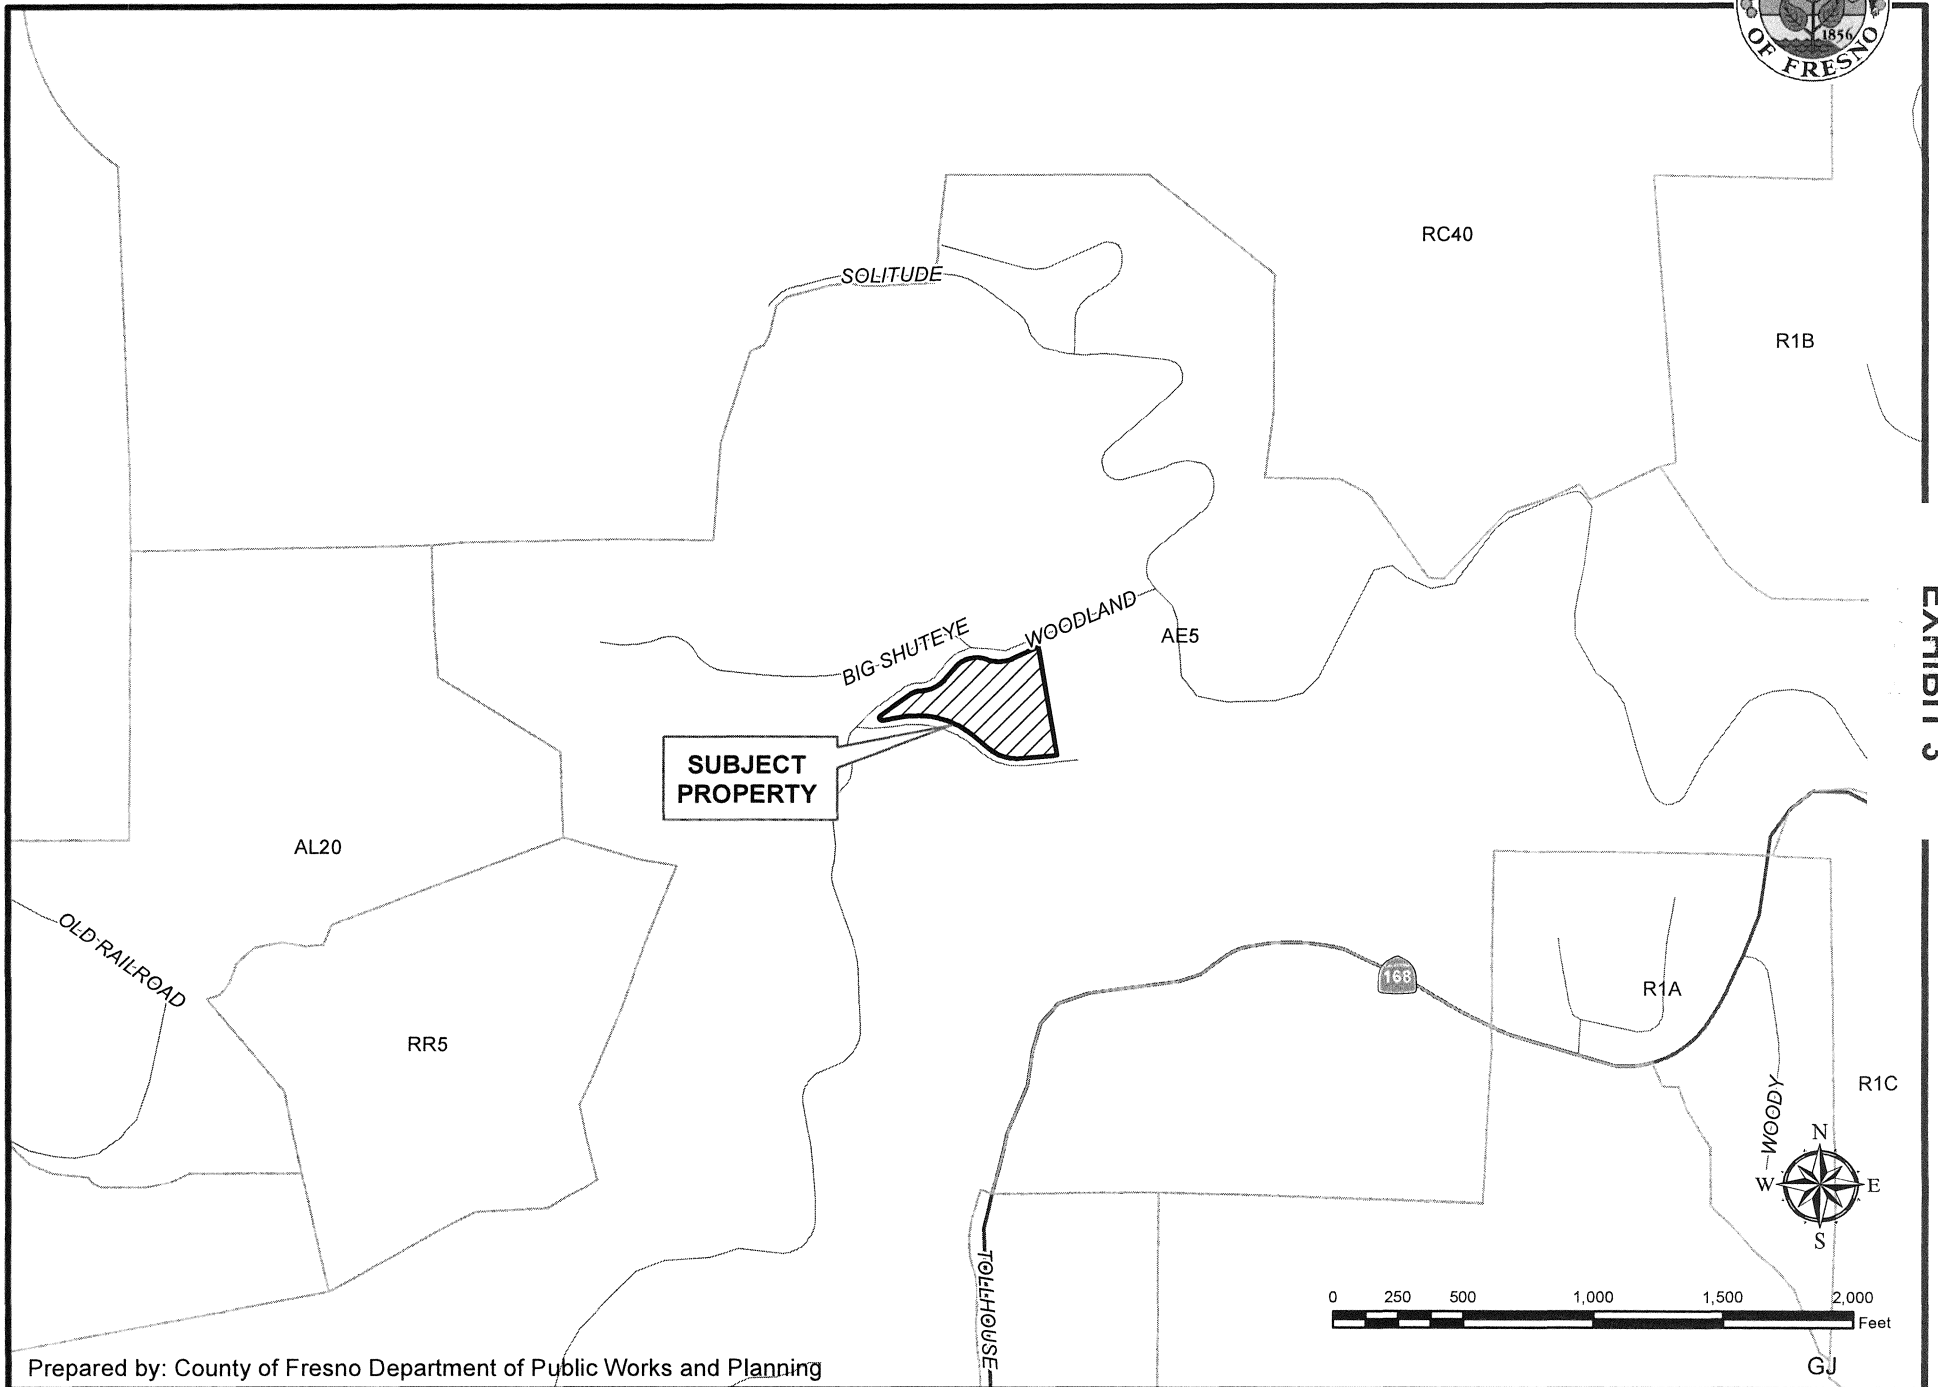 1856
OF FRESNO
RC40
SOLITUDE
R1B
EXHIBIT 3
WOODLAND
BIG SHUTEYE
AE5
SUBJECT
PROPERTY
AL20
OLD RAILROAD
168
R1A
RR5
R1C
WOODY
N
W E
S
TOLLHOUSE
0 250 500 1,000 1,500 2,000
Feet
Prepared by: County of Fresno Department of Public Works and Planning
GJ